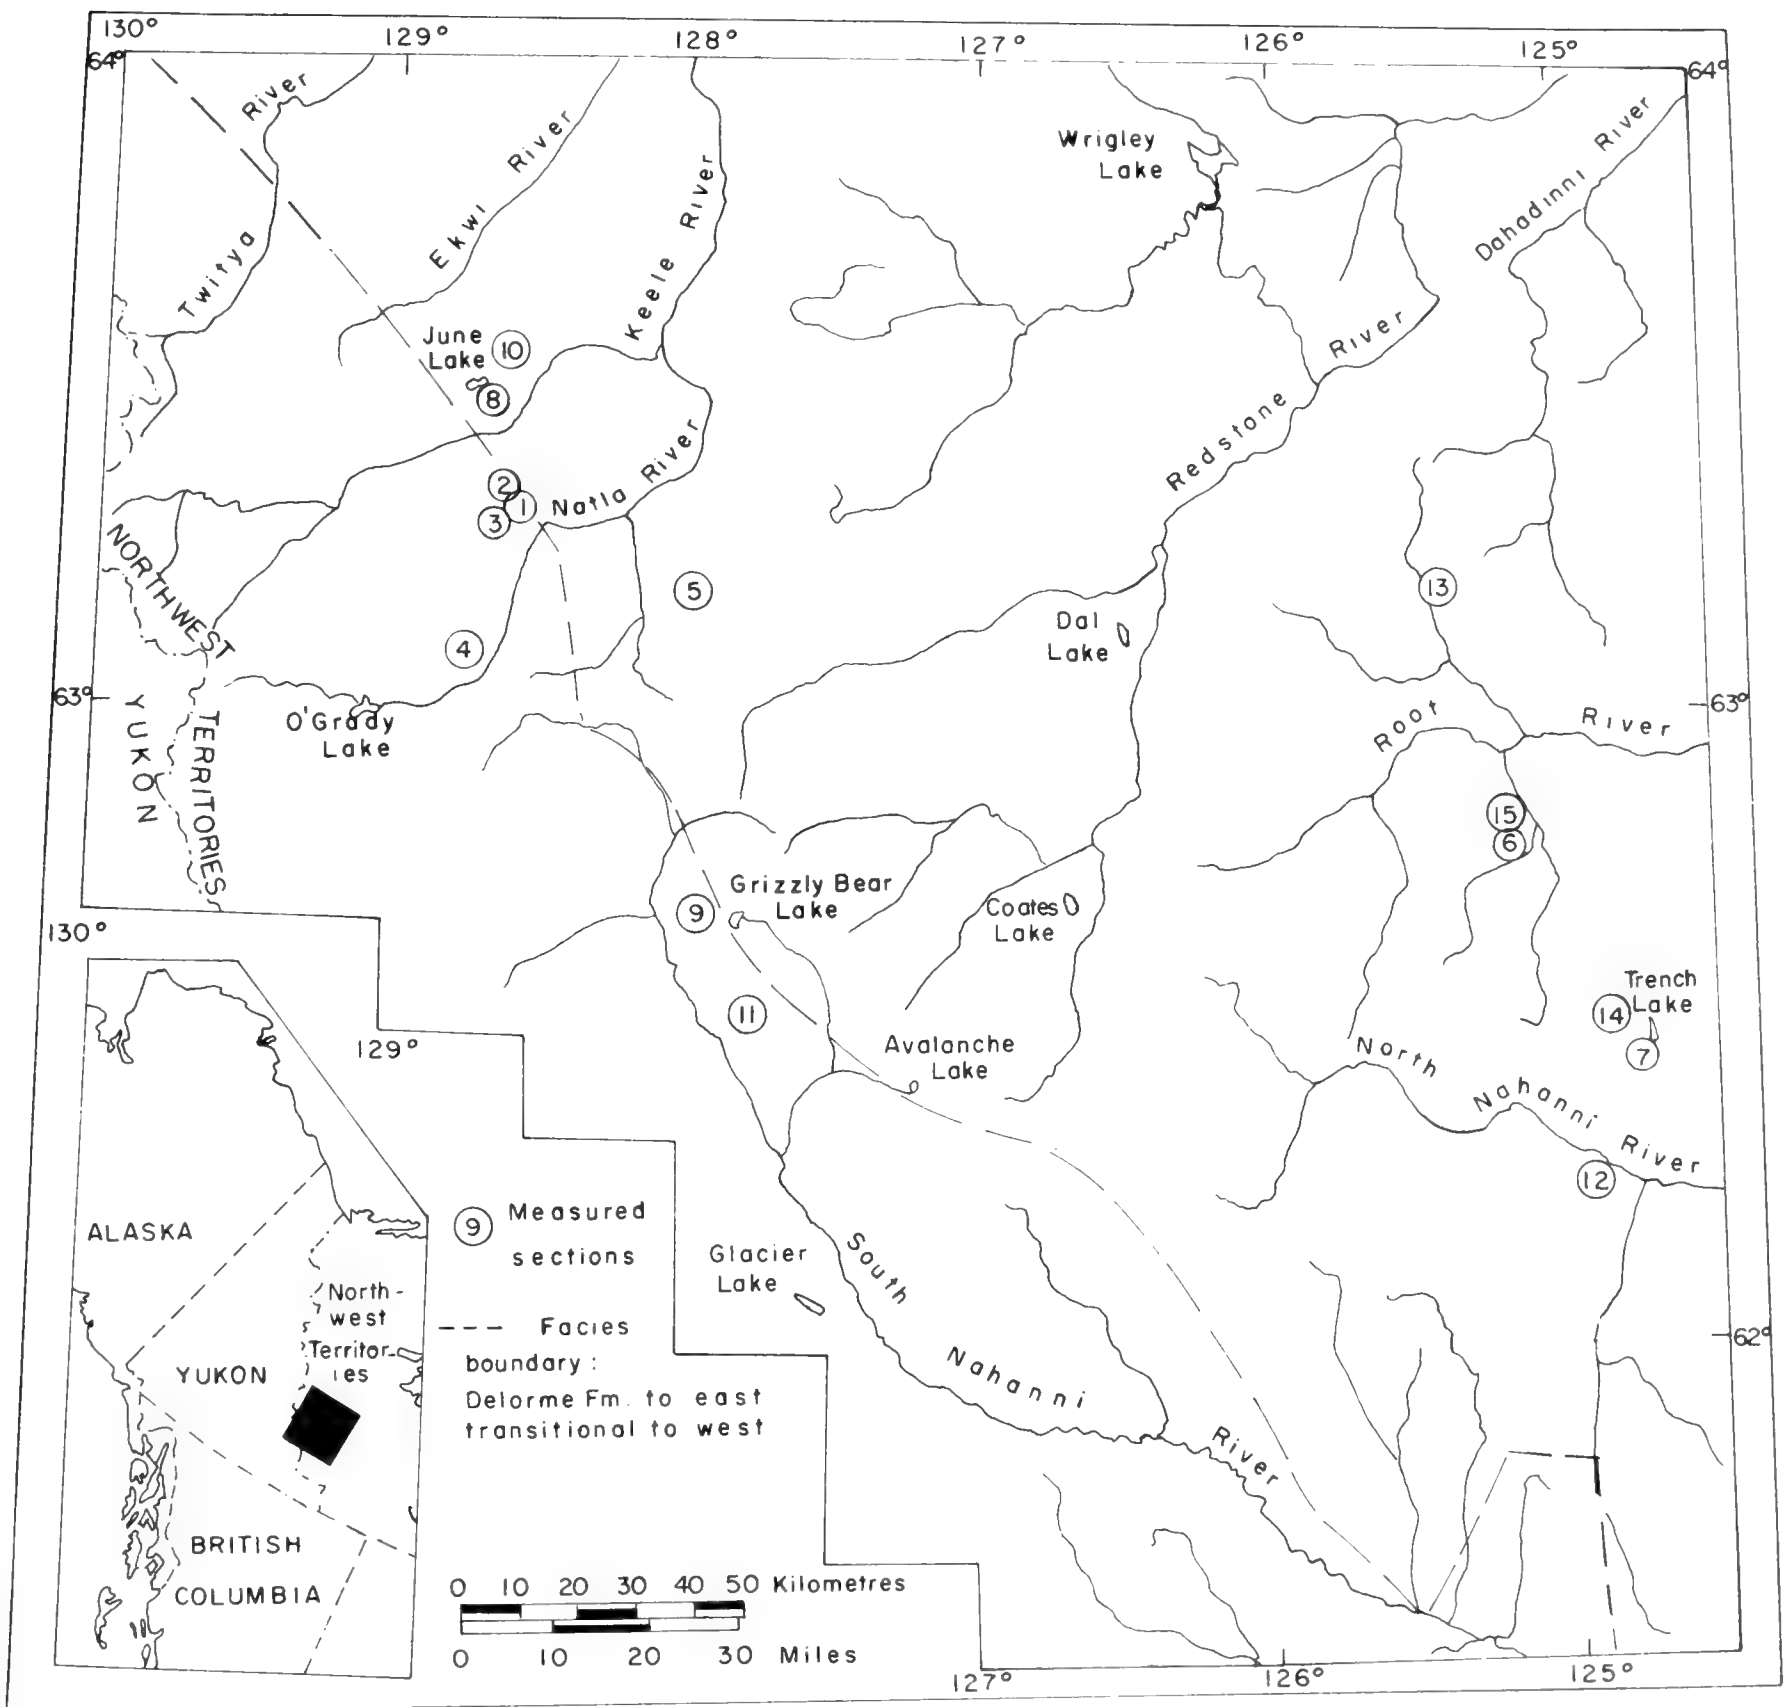 130° 129° 128° 127° 126° 125°
64° 64°
Twitya River
Ekwi River
Keele River
Wrigley
Lake
Dahadinni River
June
Lake
10
8
2
1
3
Natla River
Redstone River
NORTHWEST
TERRITORIES
YUKON
5
4
13
Dal
Lake
63° 63°
O'Grady
Lake
Root River
15
6
Grizzly Bear
Lake
9
Coates
Lake
130°
11
Trench
Lake
14
7
129°
Avalanche
Lake
North Nahanni River
12
ALASKA
9 Measured
sections
Glacier
Lake
South Nahanni River
North-
west
Territor-
ies
YUKON
Facies
boundary:
Delorme Fm. to east
transitional to west
62°
BRITISH
COLUMBIA
0 10 20 30 40 50 Kilometres
0 10 20 30 Miles
127° 126° 125°